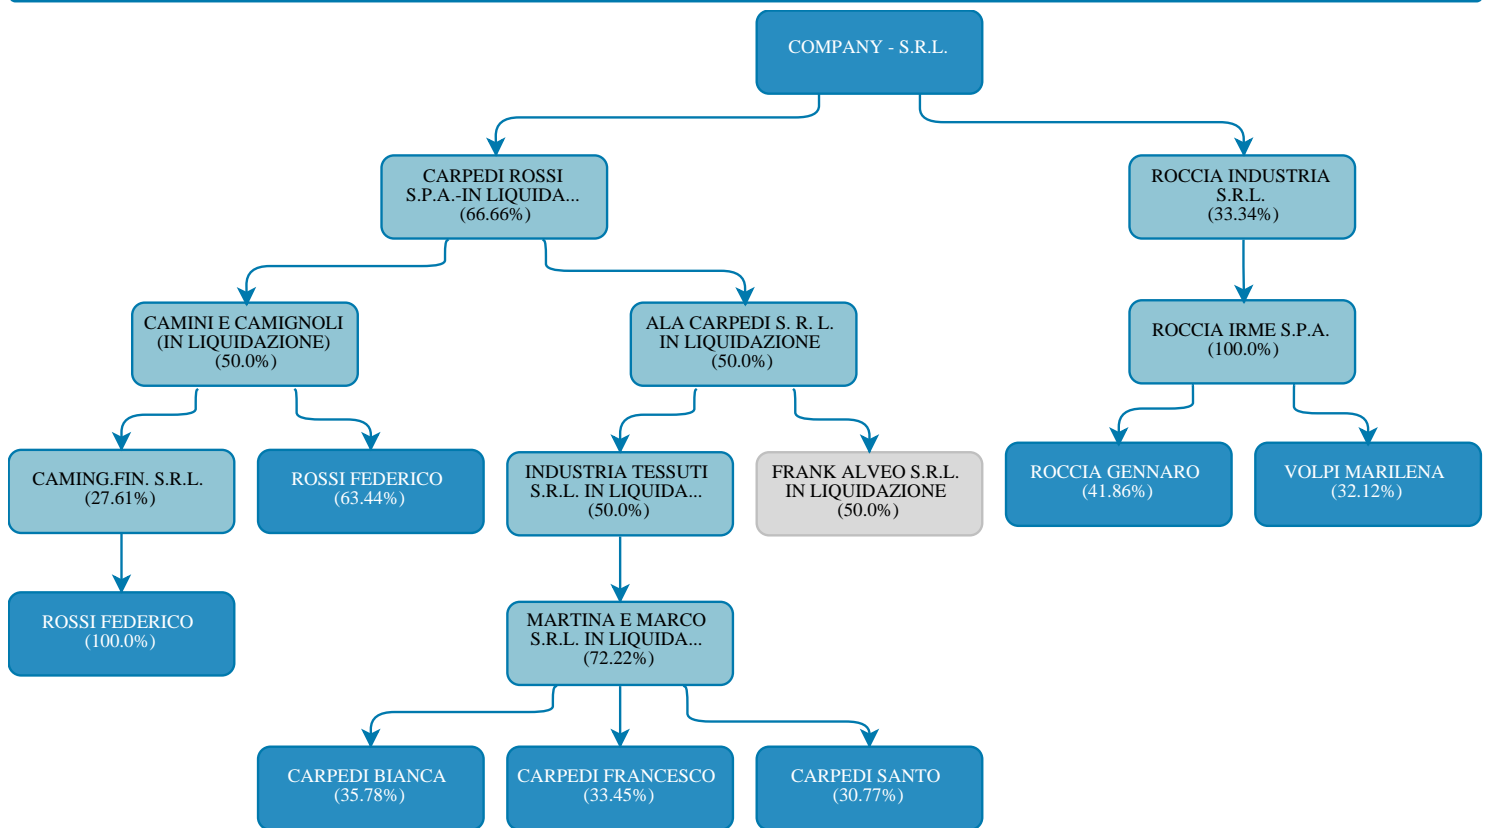 COMPANY - S.R.L.
CARPEDI ROSSI
S.P.A.-IN LIQUIDA...
(66.66%)
ROCCIA INDUSTRIA
S.R.L.
(33.34%)
CAMINI E CAMIGNOLI
(IN LIQUIDAZIONE)
(50.0%)
ALA CARPEDI S. R. L.
IN LIQUIDAZIONE
(50.0%)
ROCCIA IRME S.P.A.
(100.0%)
CAMING.FIN. S.R.L.
(27.61%)
ROSSI FEDERICO
(63.44%)
INDUSTRIA TESSUTI
S.R.L. IN LIQUIDA...
(50.0%)
FRANK ALVEO S.R.L.
IN LIQUIDAZIONE
(50.0%)
ROCCIA GENNARO
(41.86%)
VOLPI MARILENA
(32.12%)
ROSSI FEDERICO
(100.0%)
MARTINA E MARCO
S.R.L. IN LIQUIDA...
(72.22%)
CARPEDI BIANCA
(35.78%)
CARPEDI FRANCESCO
(33.45%)
CARPEDI SANTO
(30.77%)